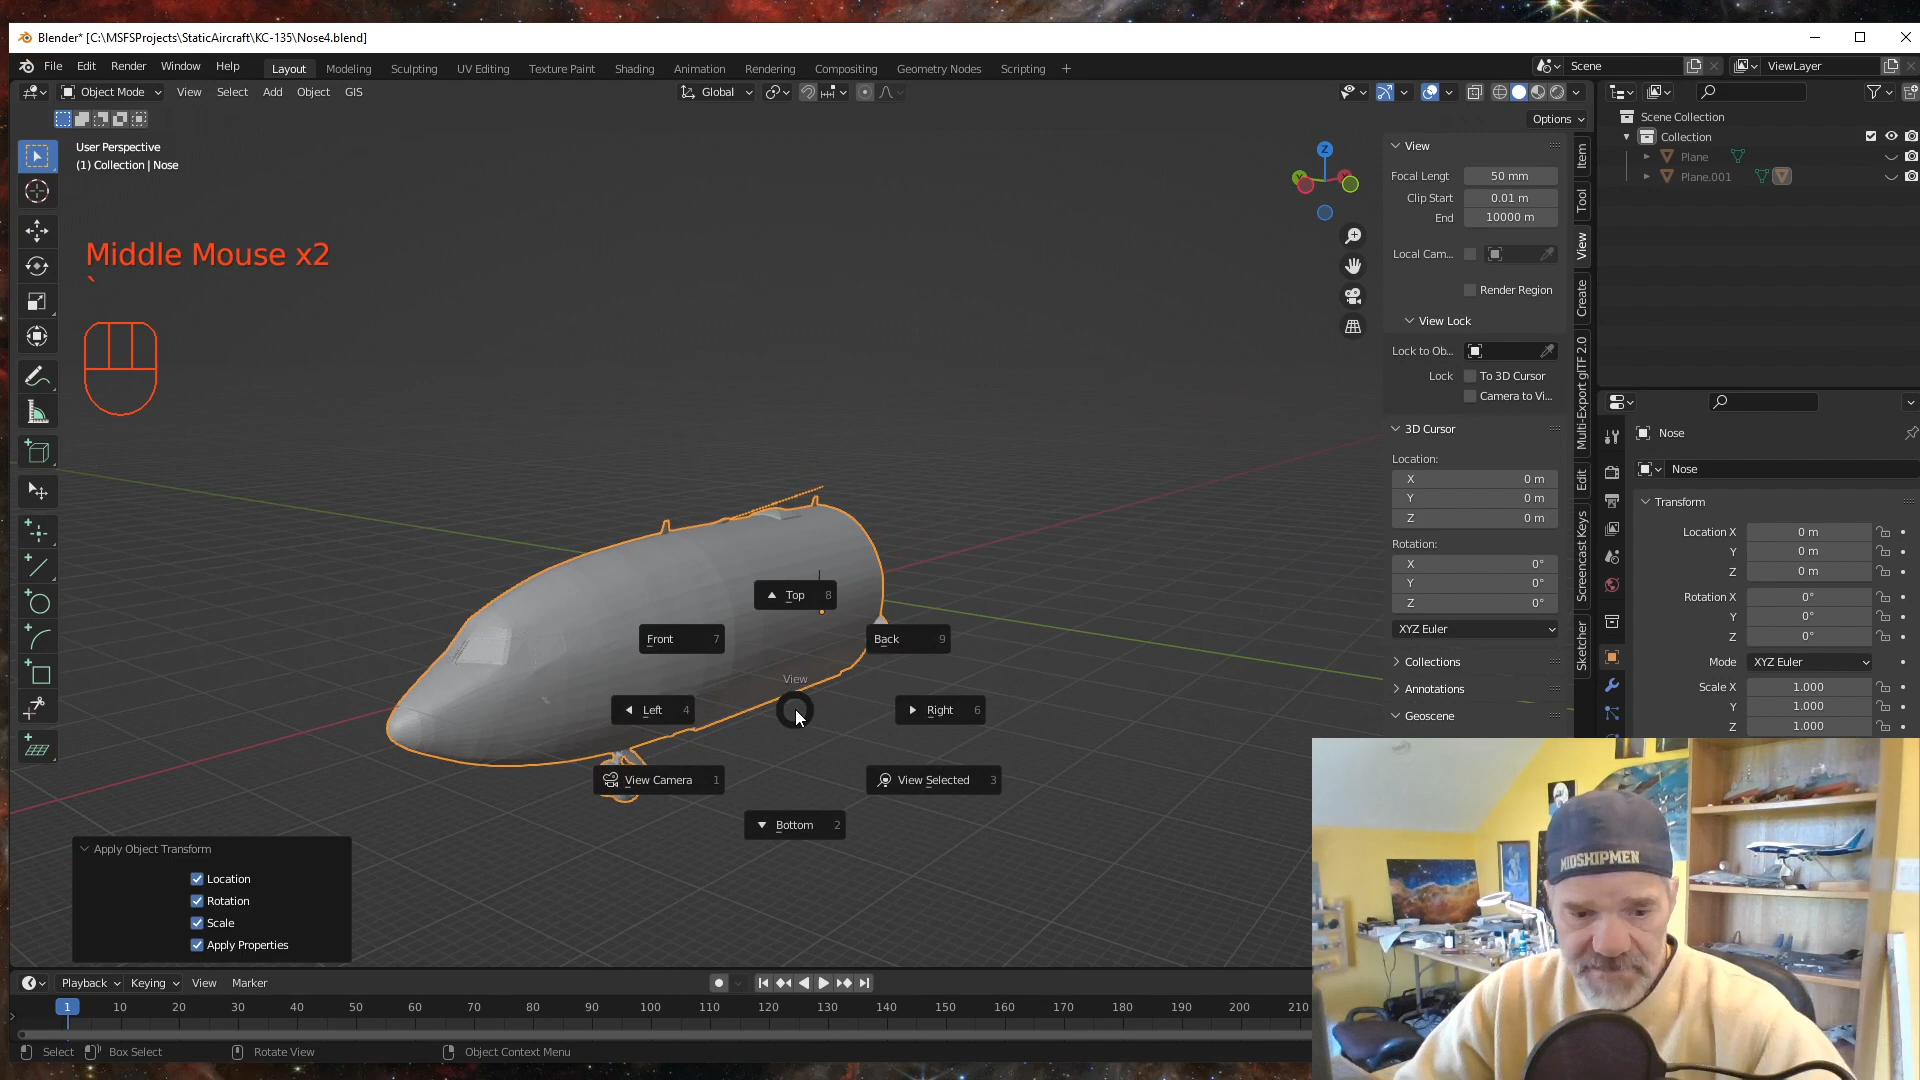 Blender* [C:\MSFSProjects\StaticAircraft\KC-135\Nose4.blend]
File Edit Render Window Help Layout Modeling Sculpting UV Editing Texture Paint Shading Animation Rendering Compositing Geometry Nodes Scripting + Scene ViewLayer
Object Mode View Select Add Object GIS Global
Options
User Perspective
(1) Collection | Nose
Middle Mouse x2
`
Z
Y
View
Focal Lengt 50 mm
Clip Start 0.01 m
End 10000 m
Local Cam...
Render Region
View Lock
Lock to Ob...
Lock To 3D Cursor
Camera to Vi...
3D Cursor
Location:
X 0 m
Y 0 m
Z 0 m
Rotation:
X 0°
Y 0°
Z 0°
XYZ Euler
Collections
Annotations
Geoscene
Item
Tool
View
Create
Multi-Export glTF 2.0
Edit
Screencast Keys
Sketcher
Scene Collection
Collection
Plane
Plane.001
Nose
Nose
Transform
Location X 0 m
Y 0 m
Z 0 m
Rotation X 0°
Y 0°
Z 0°
Mode XYZ Euler
Scale X 1.000
Y 1.000
Z 1.000
Top 8
Front 7
Back 9
View
Left 4
Right 6
View Camera 1
View Selected 3
Bottom 2
Apply Object Transform
Location
Rotation
Scale
Apply Properties
MIDSHIPMEN
Playback Keying View Marker
1 10 20 30 40 50 60 70 80 90 100 110 120 130 140 150 160 170 180 190 200 210
Select Box Select Rotate View Object Context Menu